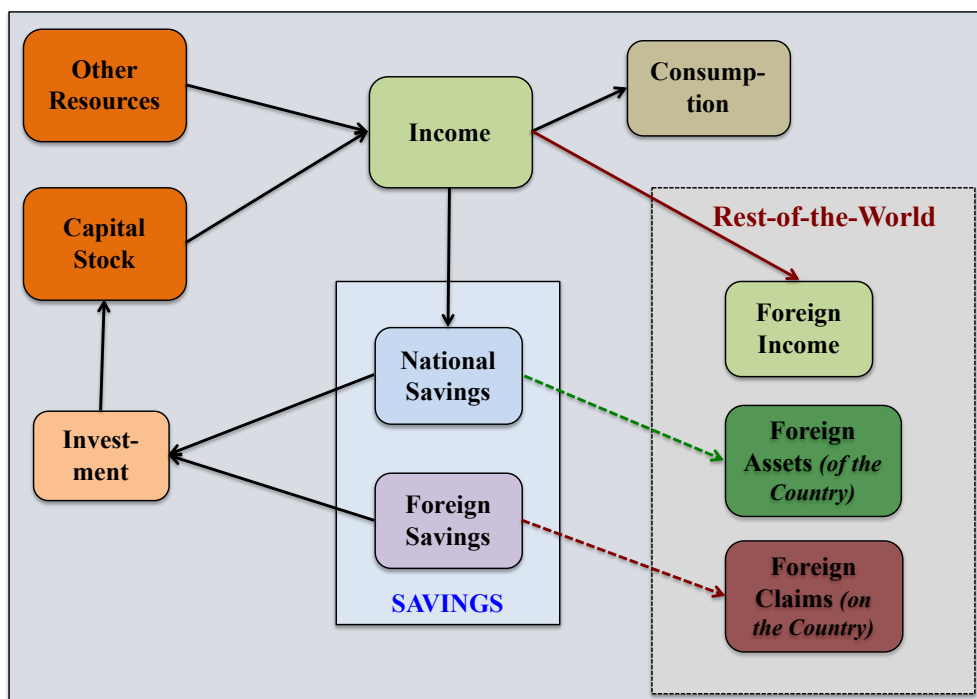 Other
Resources
Income
Consump-
tion
Capital
Stock
Rest-of-the-World
Foreign
Income
National
Savings
Invest-
ment
Foreign
Assets (of the
Country)
Foreign
Savings
SAVINGS
Foreign
Claims (on
the Country)